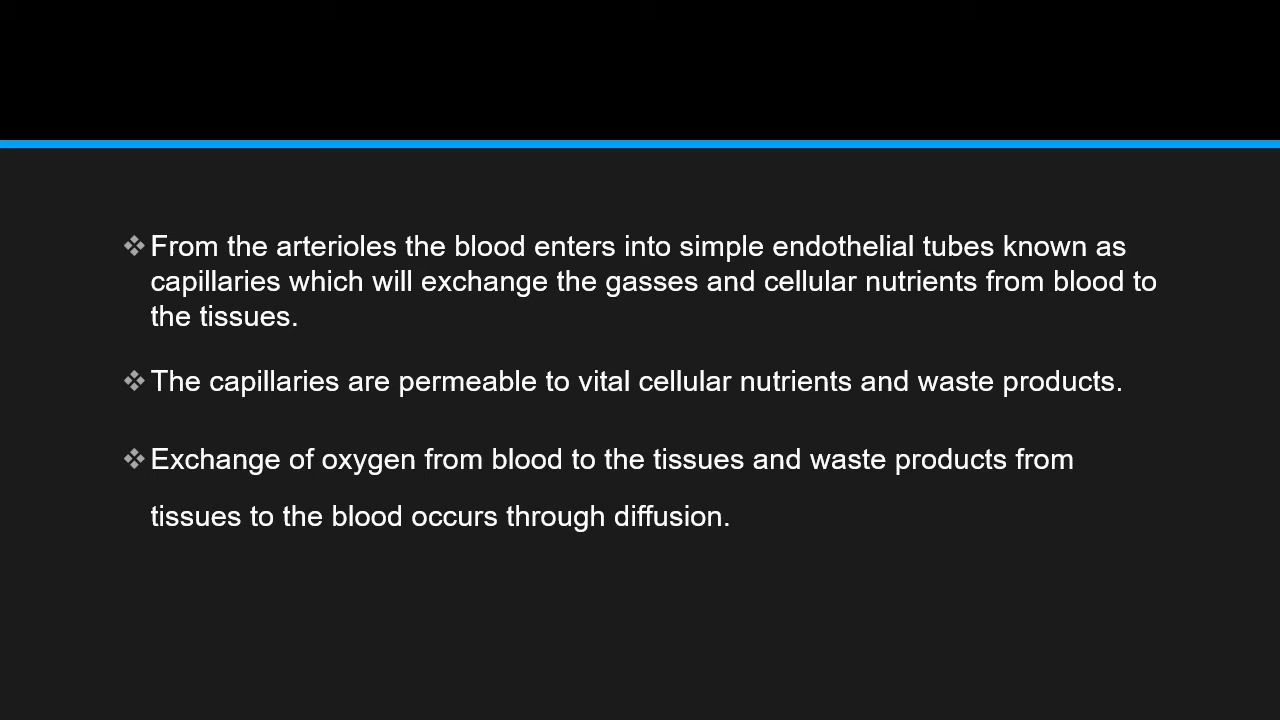 ❖From the arterioles the blood enters into simple endothelial tubes known as
capillaries which will exchange the gasses and cellular nutrients from blood to
the tissues.
❖The capillaries are permeable to vital cellular nutrients and waste products.
❖Exchange of oxygen from blood to the tissues and waste products from
tissues to the blood occurs through diffusion.